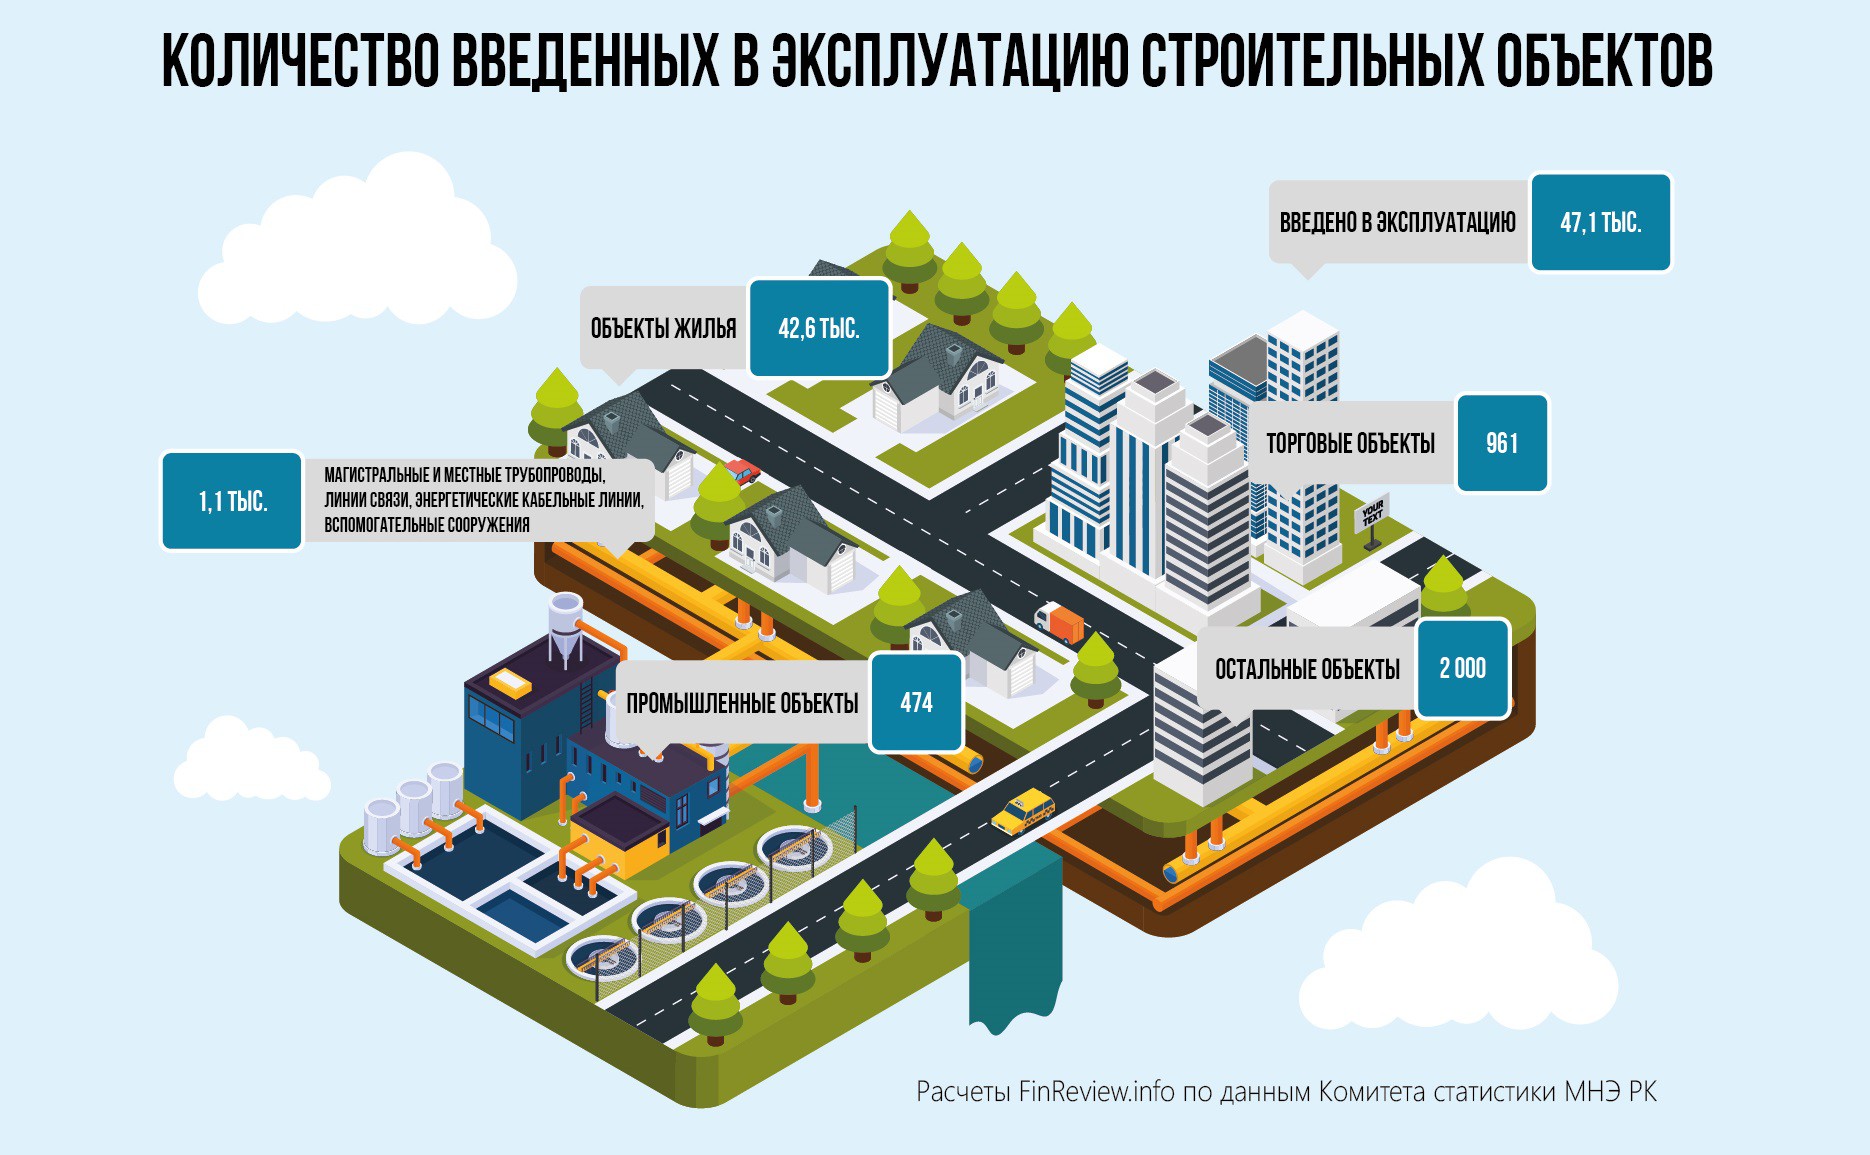 КОЛИЧЕСТВО ВВЕДЕННЫХ В ЭКСПЛУАТАЦИЮ СТРОИТЕЛЬНЫХ ОБЪЕКТОВ
ВВЕДЕНО В ЭКСПЛУАТАЦИЮ
47,1 ТЫС.
ОБЪЕКТЫ ЖИЛЬЯ
42,6 ТЫС.
ТОРГОВЫЕ ОБЪЕКТЫ
961
1,1 ТЫС.
МАГИСТРАЛЬНЫЕ И МЕСТНЫЕ ТРУБОПРОВОДЫ,
ЛИНИИ СВЯЗИ, ЭНЕРГЕТИЧЕСКИЕ КАБЕЛЬНЫЕ ЛИНИИ,
ВСПОМОГАТЕЛЬНЫЕ СООРУЖЕНИЯ
YOUR
TEXT
ОСТАЛЬНЫЕ ОБЪЕКТЫ
2 000
ПРОМЫШЛЕННЫЕ ОБЪЕКТЫ
474
Расчеты FinReview.info по данным Комитета статистики МНЭ РК